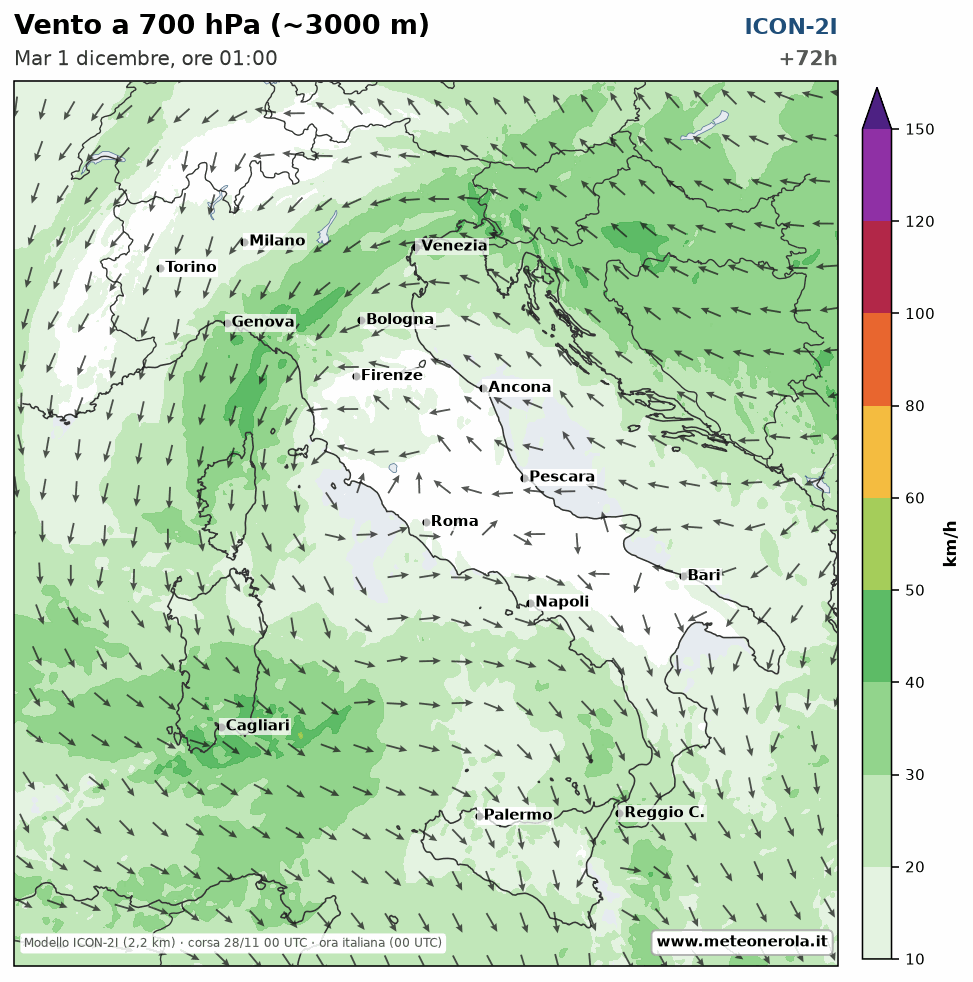 Vento a 700 hPa (~3000 m)
ICON-2I
Mar 1 dicembre, ore 01:00
+72h
Milano
Venezia
Torino
Genova
Bologna
Firenze
Ancona
Pescara
Roma
Bari
Napoli
Cagliari
Palermo
Reggio C.
Modello ICON-2I (2,2 km) · corsa 28/11 00 UTC · ora italiana (00 UTC)
www.meteonerola.it
150
120
100
80
60
50
40
30
20
10
km/h